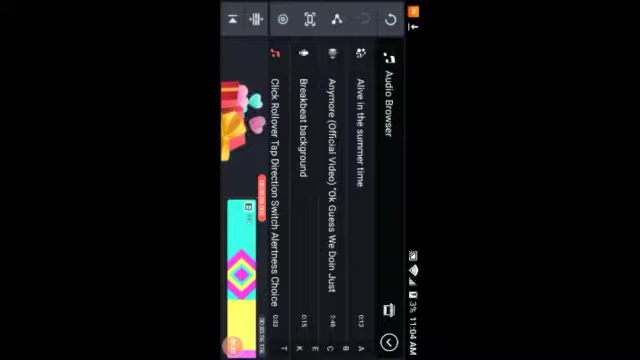 3% 11:04 AM
Audio Browser
Alive in the summer time 0:13
Anymore (Official Video) 'Ok Guess We Doin Just 2:48
Breakbeat background 0:15
Click Rollover Tap Direction Switch Alertness Choice 0:03
A
B
C
E
K
T